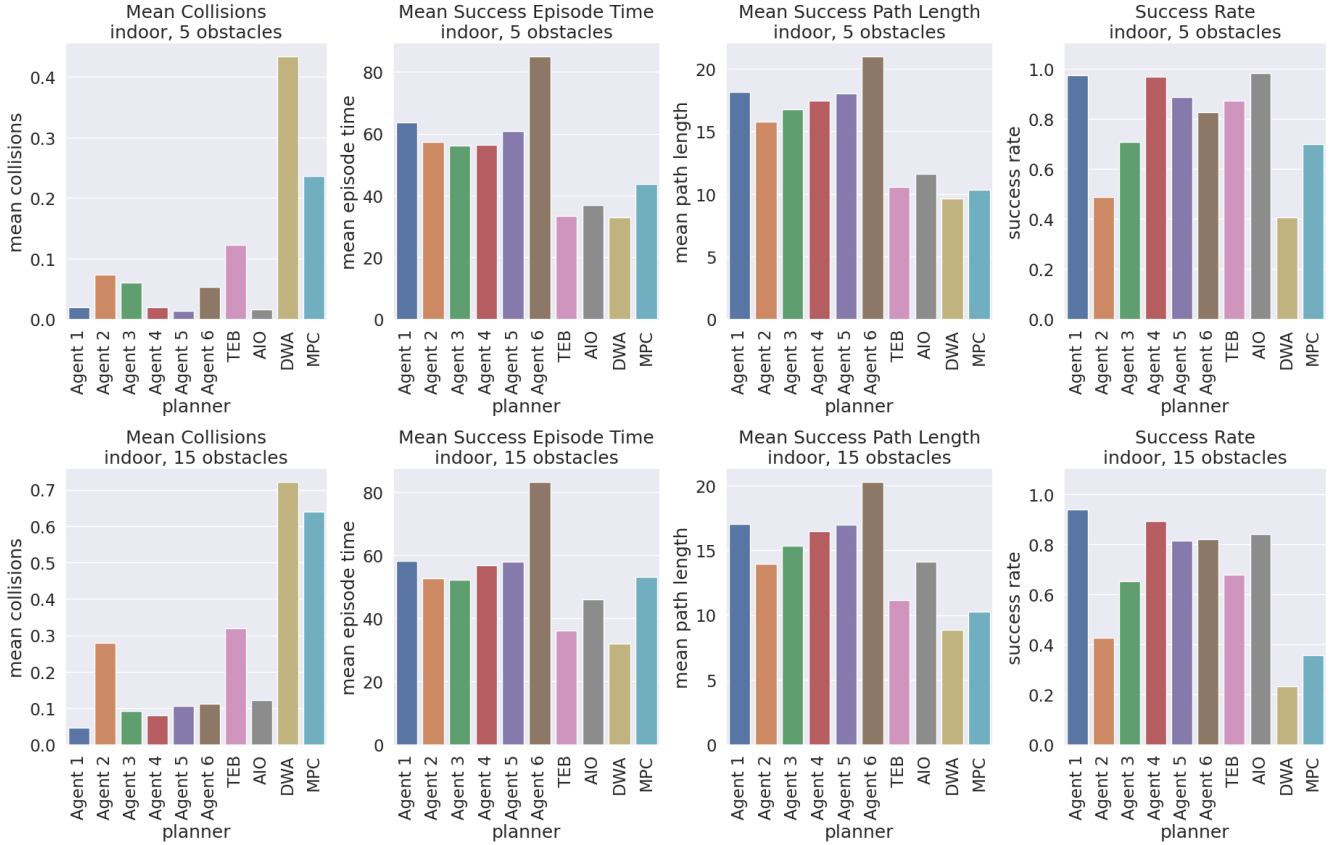 Mean Collisions
indoor, 5 obstacles
mean collisions
0.4
0.3
0.2
0.1
0.0
Agent 1
Agent 2
Agent 3
Agent 4
Agent 5
Agent 6
TEB
AIO
DWA
MPC
planner
Mean Success Episode Time
indoor, 5 obstacles
mean episode time
80
60
40
20
0
Agent 1
Agent 2
Agent 3
Agent 4
Agent 5
Agent 6
TEB
AIO
DWA
MPC
planner
Mean Success Path Length
indoor, 5 obstacles
mean path length
20
15
10
5
0
Agent 1
Agent 2
Agent 3
Agent 4
Agent 5
Agent 6
TEB
AIO
DWA
MPC
planner
Success Rate
indoor, 5 obstacles
success rate
1.0
0.8
0.6
0.4
0.2
0.0
Agent 1
Agent 2
Agent 3
Agent 4
Agent 5
Agent 6
TEB
AIO
DWA
MPC
planner
Mean Collisions
indoor, 15 obstacles
mean collisions
0.7
0.6
0.5
0.4
0.3
0.2
0.1
0.0
Agent 1
Agent 2
Agent 3
Agent 4
Agent 5
Agent 6
TEB
AIO
DWA
MPC
planner
Mean Success Episode Time
indoor, 15 obstacles
mean episode time
80
60
40
20
0
Agent 1
Agent 2
Agent 3
Agent 4
Agent 5
Agent 6
TEB
AIO
DWA
MPC
planner
Mean Success Path Length
indoor, 15 obstacles
mean path length
20
15
10
5
0
Agent 1
Agent 2
Agent 3
Agent 4
Agent 5
Agent 6
TEB
AIO
DWA
MPC
planner
Success Rate
indoor, 15 obstacles
success rate
1.0
0.8
0.6
0.4
0.2
0.0
Agent 1
Agent 2
Agent 3
Agent 4
Agent 5
Agent 6
TEB
AIO
DWA
MPC
planner